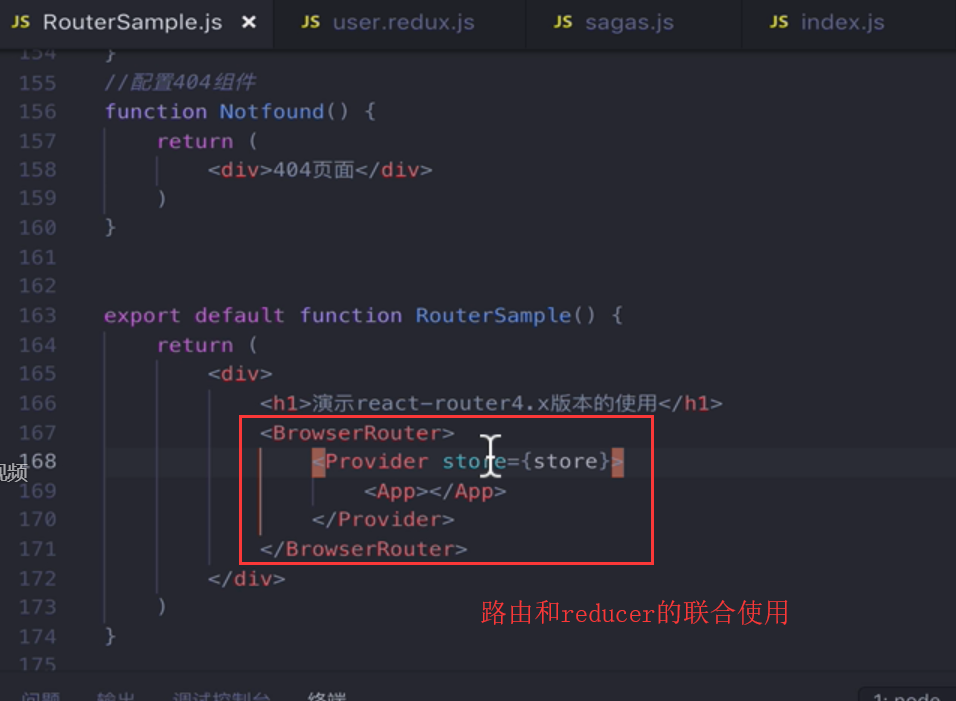 JS RouterSample.js × JS user.redux.js JS sagas.js JS index.js
154 }
155 //配置404组件
156 function Notfound() {
157 return (
158 <div>404页面</div>
159 )
160 }
161
162
163 export default function RouterSample() {
164 return (
165 <div>
166 <h1>演示react-router4.x版本的使用</h1>
167 <BrowserRouter>
168 <Provider store={store}>
视频
169 <App></App>
170 </Provider>
171 </BrowserRouter>
172 </div>
173 )
路由和reducer的联合使用
174 }
175
问题 输出 调试控制台 终端 1: node